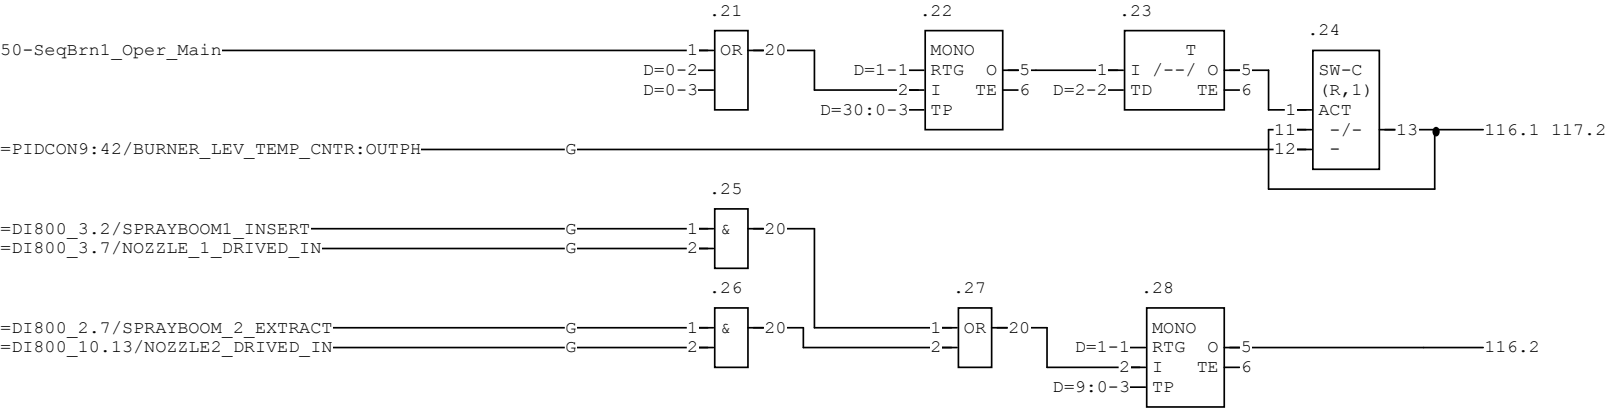 .21 .22 .23
.24
50-SeqBrn1_Oper_Main 1 OR 20 MONO T
D=0-2 D=1-1 RTG O 5 1 I /--/ O 5 SW-C
D=0-3 2 I TE 6 D=2-2 TD TE 6 (R,1)
D=30:0-3 TP 1 ACT
11 -/- 13 116.1 117.2
=PIDCON9:42/BURNER_LEV_TEMP_CNTR:OUTPH G 12 -
.25
=DI800_3.2/SPRAYBOOM1_INSERT G 1 & 20
=DI800_3.7/NOZZLE_1_DRIVED_IN G 2
.26 .27 .28
=DI800_2.7/SPRAYBOOM_2_EXTRACT G 1 & 20 1 OR 20 MONO
=DI800_10.13/NOZZLE2_DRIVED_IN G 2 2 D=1-1 RTG O 5 116.2
2 I TE 6
D=9:0-3 TP